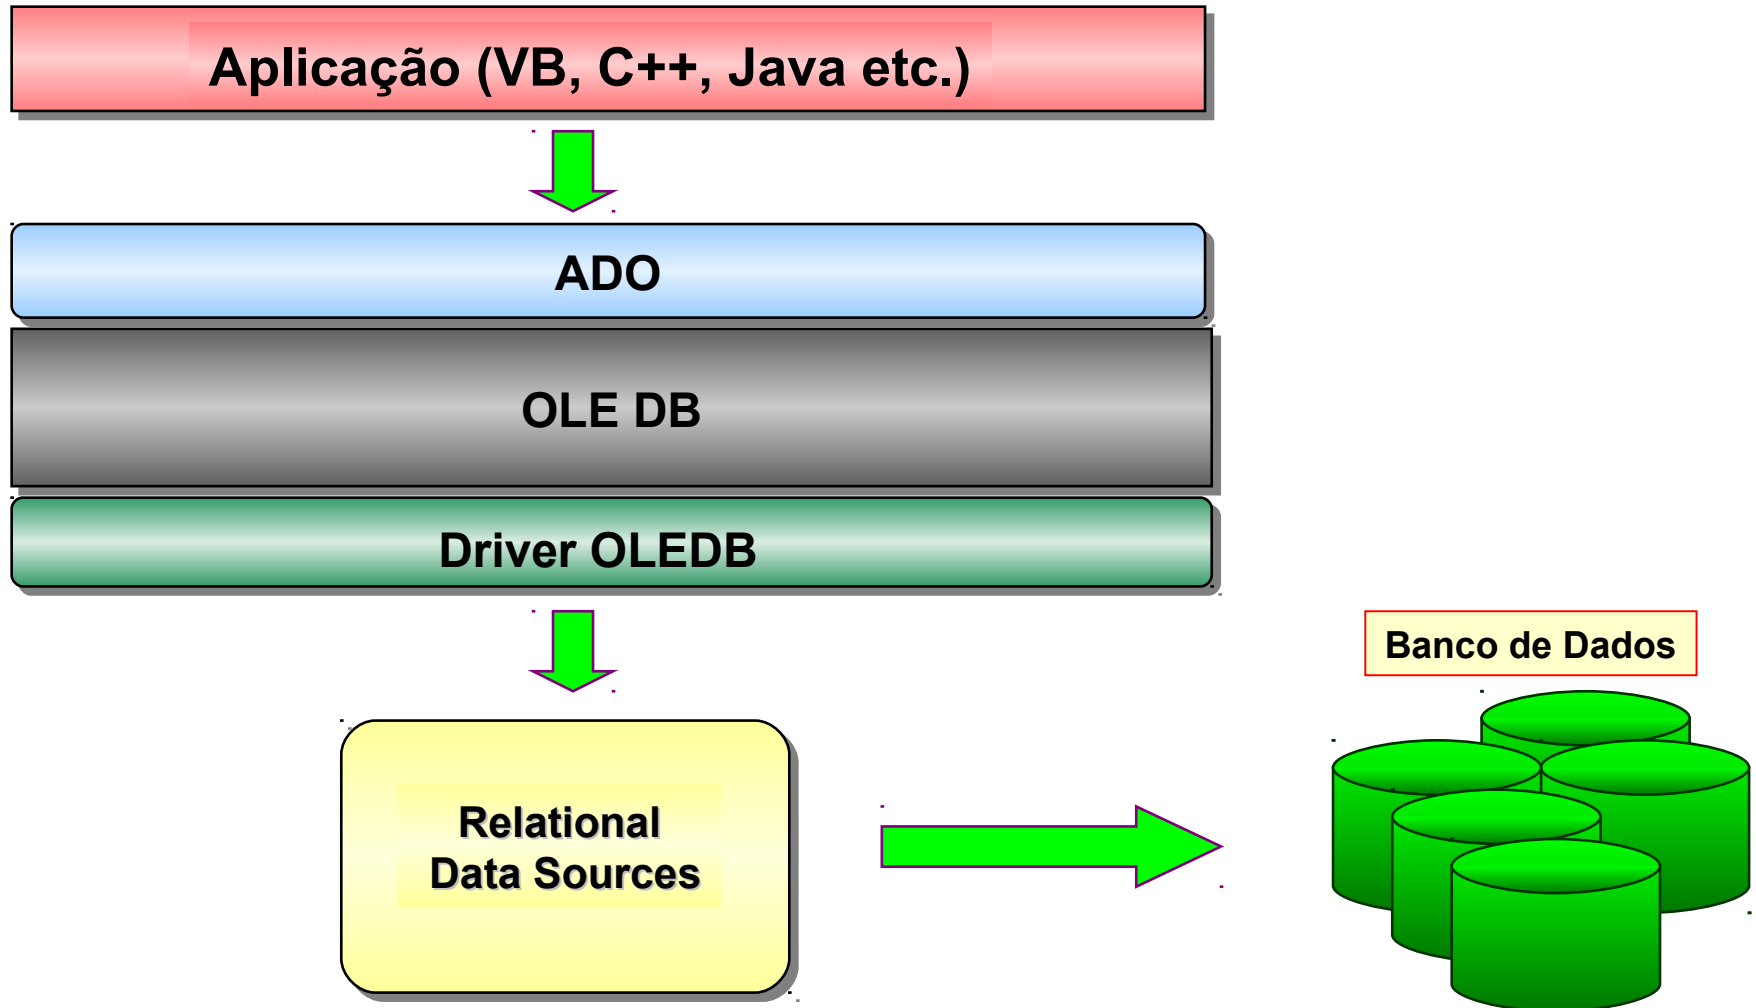 Aplicação (VB, C++, Java etc.)
ADO
OLE DB
Driver OLEDB
Banco de Dados
Relational
Data Sources